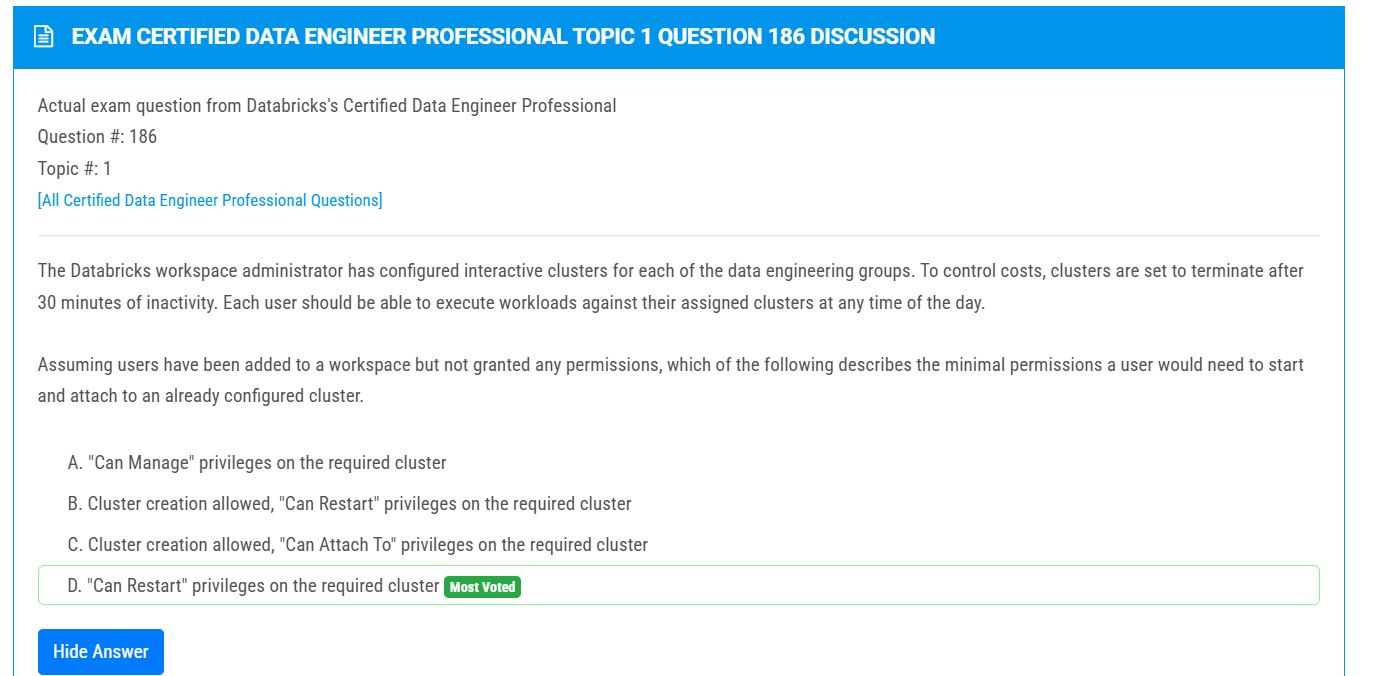 EXAM CERTIFIED DATA ENGINEER PROFESSIONAL TOPIC 1 QUESTION 186 DISCUSSION
Actual exam question from Databricks's Certified Data Engineer Professional
Question #: 186
Topic #: 1
[All Certified Data Engineer Professional Questions]
The Databricks workspace administrator has configured interactive clusters for each of the data engineering groups. To control costs, clusters are set to terminate after
30 minutes of inactivity. Each user should be able to execute workloads against their assigned clusters at any time of the day.
Assuming users have been added to a workspace but not granted any permissions, which of the following describes the minimal permissions a user would need to start
and attach to an already configured cluster.
A. "Can Manage" privileges on the required cluster
B. Cluster creation allowed, "Can Restart" privileges on the required cluster
C. Cluster creation allowed, "Can Attach To" privileges on the required cluster
D. "Can Restart" privileges on the required cluster Most Voted
Hide Answer